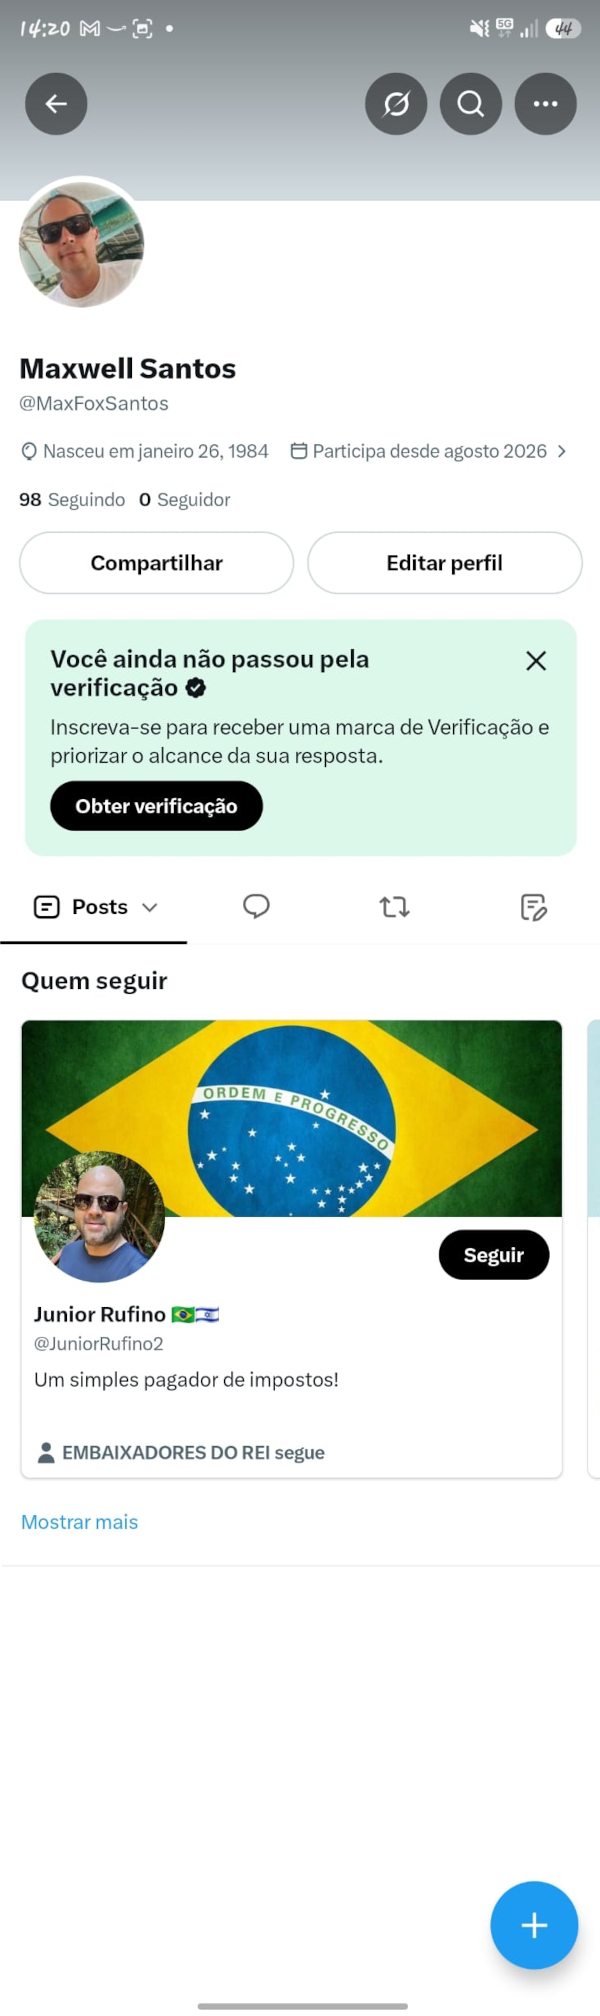 14:20
5G
44
Maxwell Santos
@MaxFoxSantos
Nasceu em janeiro 26, 1984 Participa desde agosto 2026
98 Seguindo 0 Seguidor
Compartilhar Editar perfil
Você ainda não passou pela
verificação
Inscreva-se para receber uma marca de Verificação e
priorizar o alcance da sua resposta.
Obter verificação
Posts
Quem seguir
ORDEM E PROGRESSO
Seguir
Junior Rufino 🇧🇷🇮🇱
@JuniorRufino2
Um simples pagador de impostos!
EMBAIXADORES DO REI segue
Mostrar mais